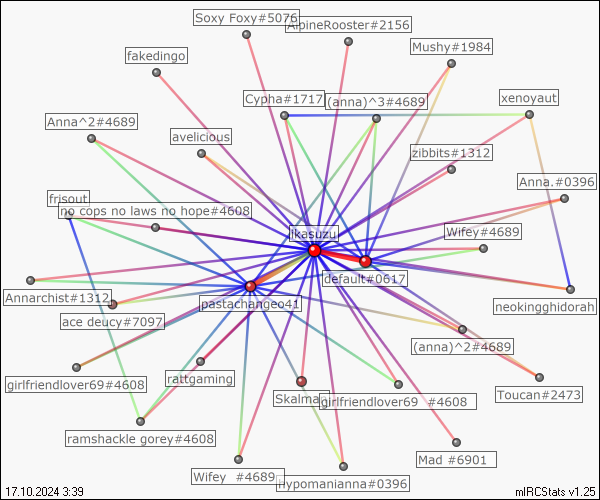 Soxy Foxy#5076
AlpineRooster#2156
Mushy#1984
fakedingo
Cypha#1717
(anna)^3#4689
xenoyaut
Anna^2#4689
avelicious
zibbits#1312
Anna.#0396
frisout
no cops no laws no hope#4608
ikasuzu
Wifey#4689
default#0617
Annarchist#1312
pastachangeo41
neokingghidorah
ace deucy#7097
(anna)^2#4689
girlfriendlover69#4608
rattgaming
Skalma
girlfriendlover69 #4608
Toucan#2473
ramshackle gorey#4608
Mad #6901
Wifey #4689
Hypomanianna#0396
17.10.2024 3:39
mIRCStats v1.25